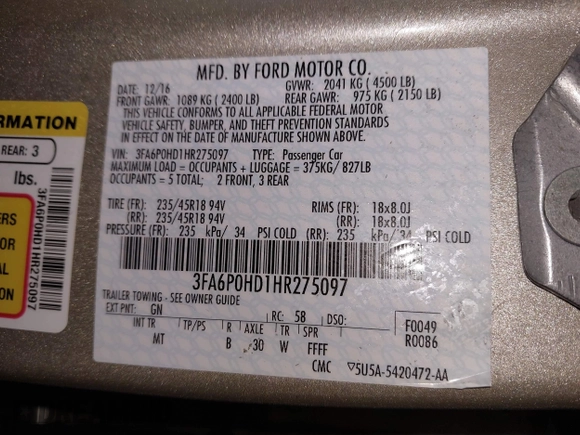 MFD. BY FORD MOTOR CO.
DATE: 12/16 GVWR: 2041 KG ( 4500 LB)
FRONT GAWR: 1089 KG ( 2400 LB) REAR GAWR: 975 KG ( 2150 LB)
THIS VEHICLE CONFORMS TO ALL APPLICABLE FEDERAL MOTOR
VEHICLE SAFETY, BUMPER, AND THEFT PREVENTION STANDARDS
IN EFFECT ON THE DATE OF MANUFACTURE SHOWN ABOVE.
VIN: 3FA6P0HD1HR275097 TYPE: Passenger Car
MAXIMUM LOAD = OCCUPANTS + LUGGAGE = 375KG/ 827LB
OCCUPANTS = 5 TOTAL; 2 FRONT, 3 REAR
TIRE (FR): 235/45R18 94V RIMS (FR): 18x8.0J
(RR): 235/45R18 94V (RR): 18x8.0J
PRESSURE (FR): 235 kPa/ 34 PSI COLD (RR): 235 kPa/ 34 PSI COLD
3FA6P0HD1HR275097
TRAILER TOWING - SEE OWNER GUIDE
EXT PNT: GN RC: 58 DSO: F0049
INT TR TP/PS R AXLE TR SPR R0086
MT B 30 W FFFF
CMC 5U5A-5420472-AA
RMATION
REAR: 3
lbs.
3FA6P0HD1HR275097
ERS
OR
AL
ON